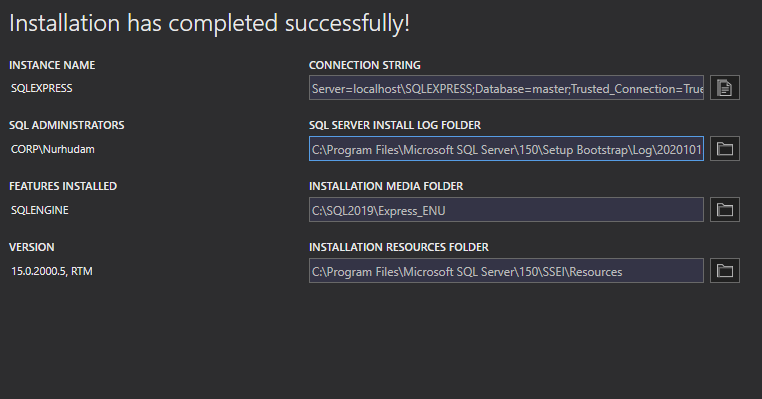 Installation has completed successfully!
INSTANCE NAME
SQLEXPRESS
CONNECTION STRING
Server=localhost\SQLEXPRESS;Database=master;Trusted_Connection=True
SQL ADMINISTRATORS
CORP\Nurhudam
SQL SERVER INSTALL LOG FOLDER
C:\Program Files\Microsoft SQL Server\150\Setup Bootstrap\Log\2020101
FEATURES INSTALLED
SQLENGINE
INSTALLATION MEDIA FOLDER
C:\SQL2019\Express_ENU
VERSION
15.0.2000.5, RTM
INSTALLATION RESOURCES FOLDER
C:\Program Files\Microsoft SQL Server\150\SSEI\Resources